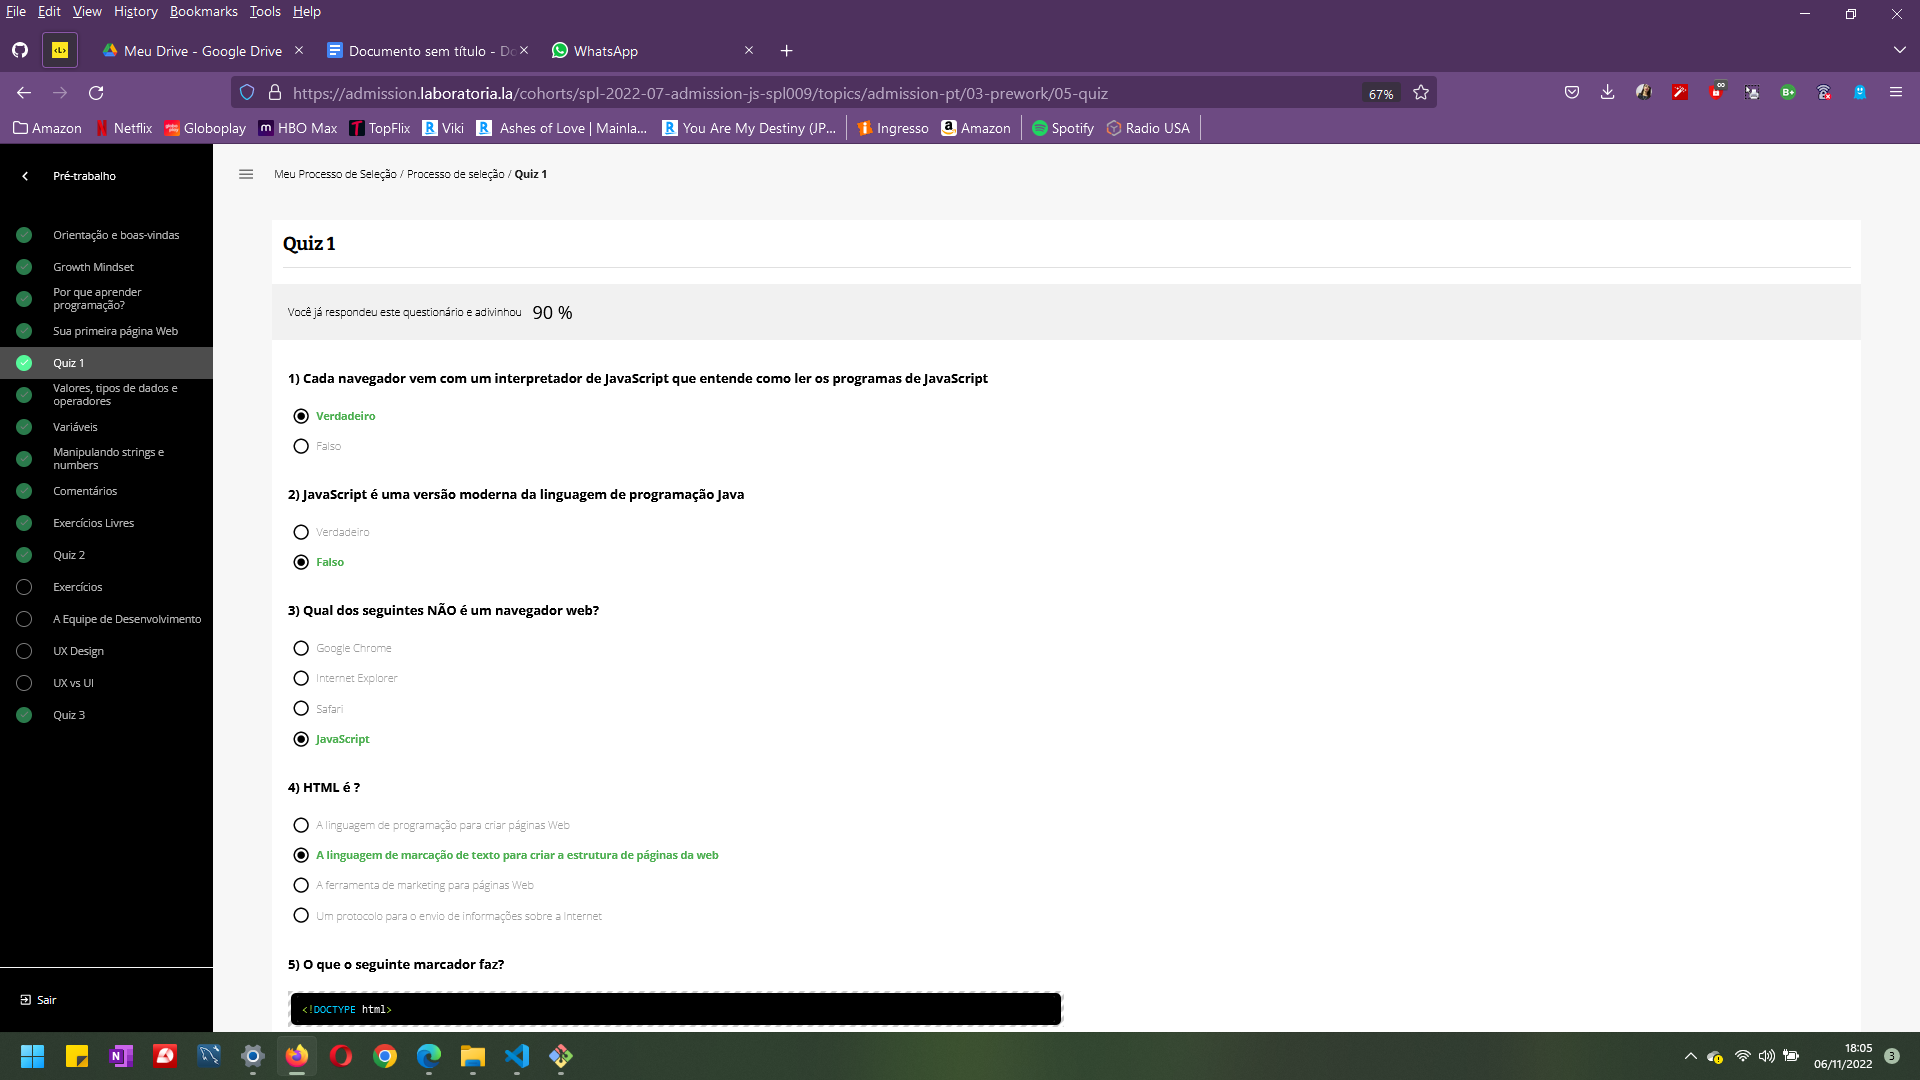 File Edit View History Bookmarks Tools Help
Meu Drive - Google Drive
Documento sem título - Do
WhatsApp
https://admission.laboratoria.la/cohorts/spl-2022-07-admission-js-spl009/topics/admission-pt/03-prework/05-quiz
67%
Amazon
Netflix
Globoplay
HBO Max
TopFlix
Viki
Ashes of Love | Mainla...
You Are My Destiny (JP...
Ingresso
Amazon
Spotify
Radio USA
Pré-trabalho
Orientação e boas-vindas
Growth Mindset
Por que aprender
programação?
Sua primeira página Web
Quiz 1
Valores, tipos de dados e
operadores
Variáveis
Manipulando strings e
numbers
Comentários
Exercícios Livres
Quiz 2
Exercícios
A Equipe de Desenvolvimento
UX Design
UX vs UI
Quiz 3
Sair
Meu Processo de Seleção / Processo de seleção / Quiz 1
Quiz 1
Você já respondeu este questionário e adivinhou 90 %
1) Cada navegador vem com um interpretador de JavaScript que entende como ler os programas de JavaScript
Verdadeiro
Falso
2) JavaScript é uma versão moderna da linguagem de programação Java
Verdadeiro
Falso
3) Qual dos seguintes NÃO é um navegador web?
Google Chrome
Internet Explorer
Safari
JavaScript
4) HTML é ?
A linguagem de programação para criar páginas Web
A linguagem de marcação de texto para criar a estrutura de páginas da web
A ferramenta de marketing para páginas Web
Um protocolo para o envio de informações sobre a Internet
5) O que o seguinte marcador faz?
<!DOCTYPE html>
18:05
06/11/2022
3